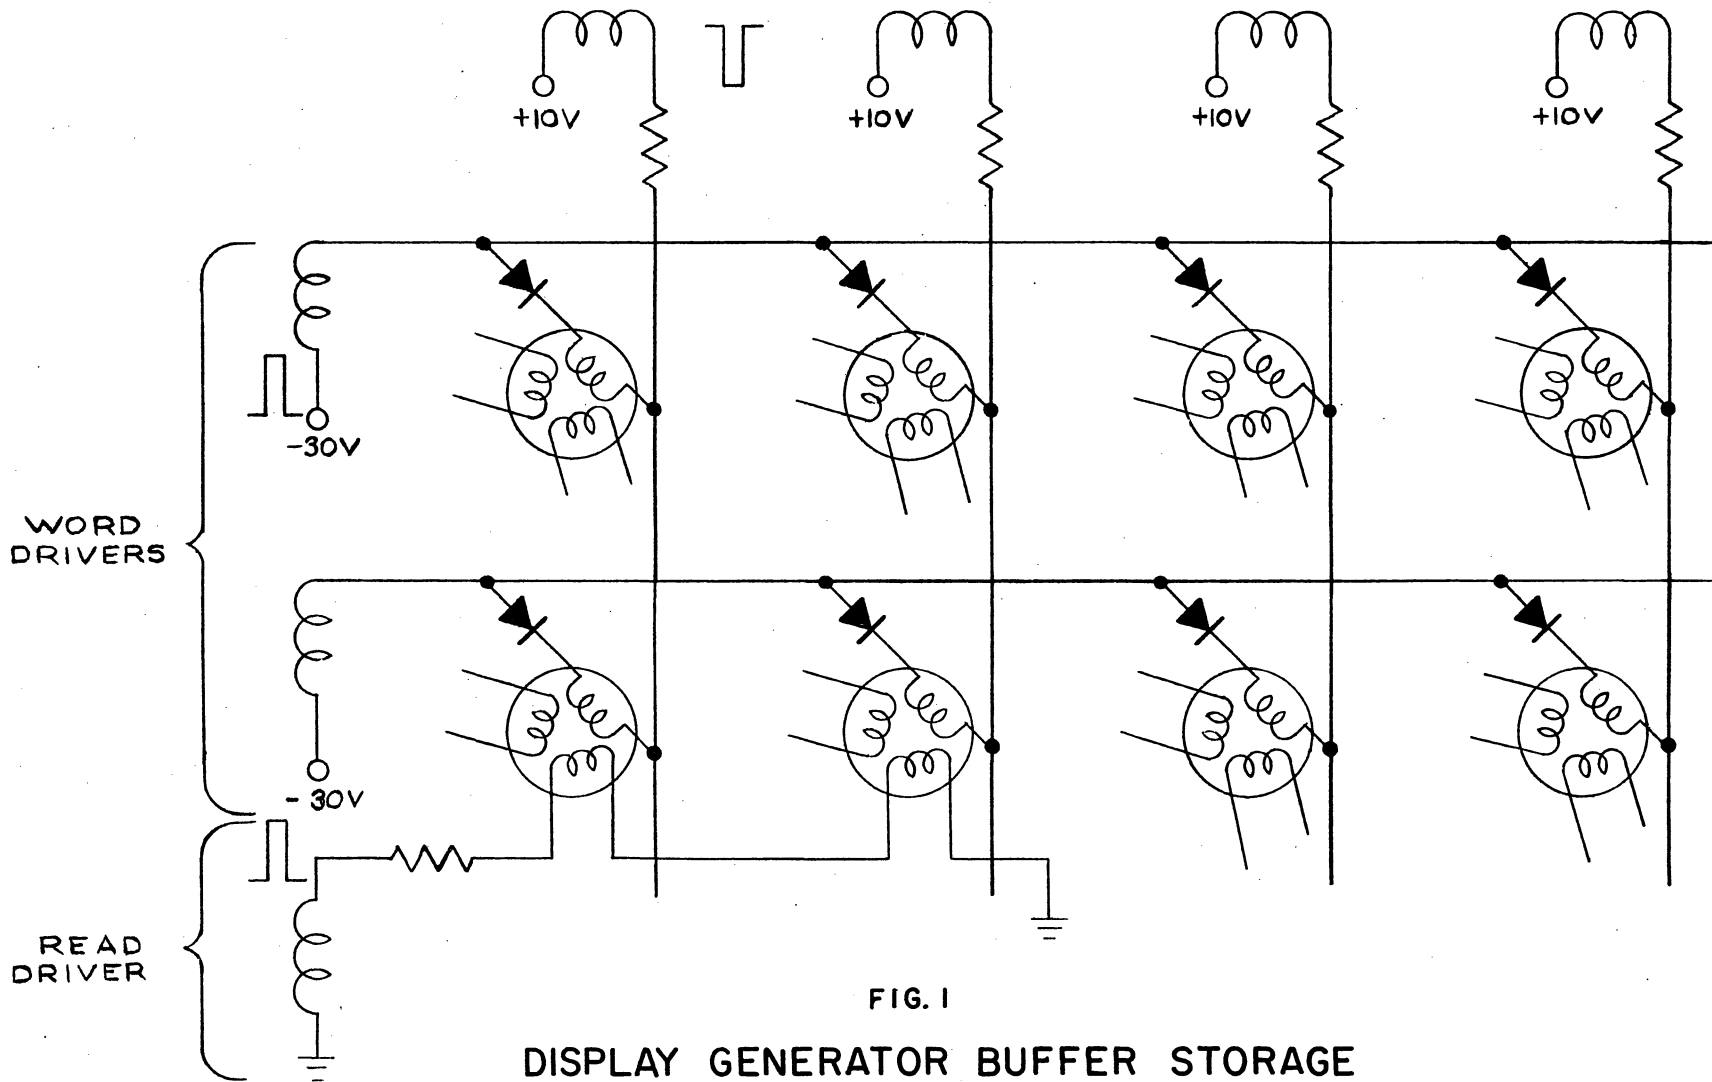 +10V +10V +10V +10V
-30V
WORD
DRIVERS
- 30V
READ
DRIVER
FIG. 1
DISPLAY GENERATOR BUFFER STORAGE